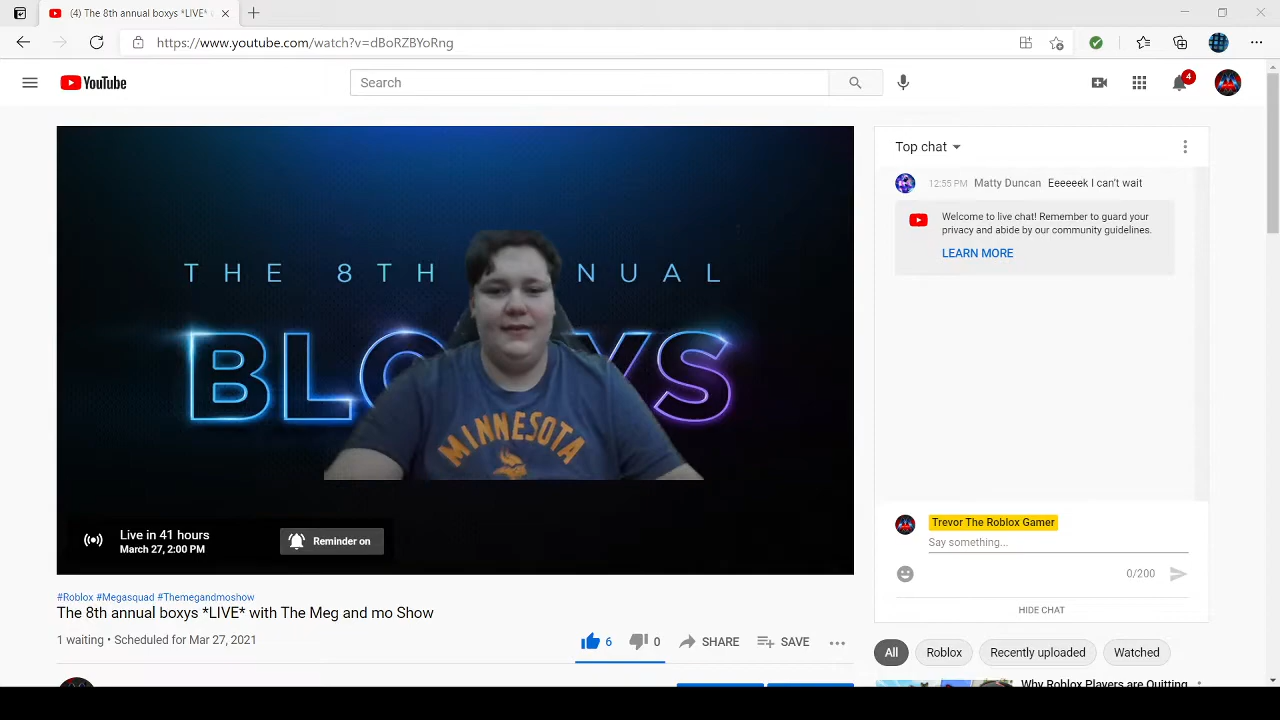 (4) The 8th annual boxys *LIVE*
https://www.youtube.com/watch?v=dBoRZBYoRng
YouTube
Search
4
THE 8TH NUAL
BLO YS
Live in 41 hours
March 27, 2:00 PM
Reminder on
#Roblox #Megasquad #Themegandmoshow
The 8th annual boxys *LIVE* with The Meg and mo Show
1 waiting • Scheduled for Mar 27, 2021
6
0
SHARE
SAVE
Top chat
12:55 PM Matty Duncan Eeeeeek I can't wait
Welcome to live chat! Remember to guard your
privacy and abide by our community guidelines.
LEARN MORE
Trevor The Roblox Gamer
Say something...
0/200
HIDE CHAT
All
Roblox
Recently uploaded
Watched
Why Roblox Players are Quitting
MINNESOTA